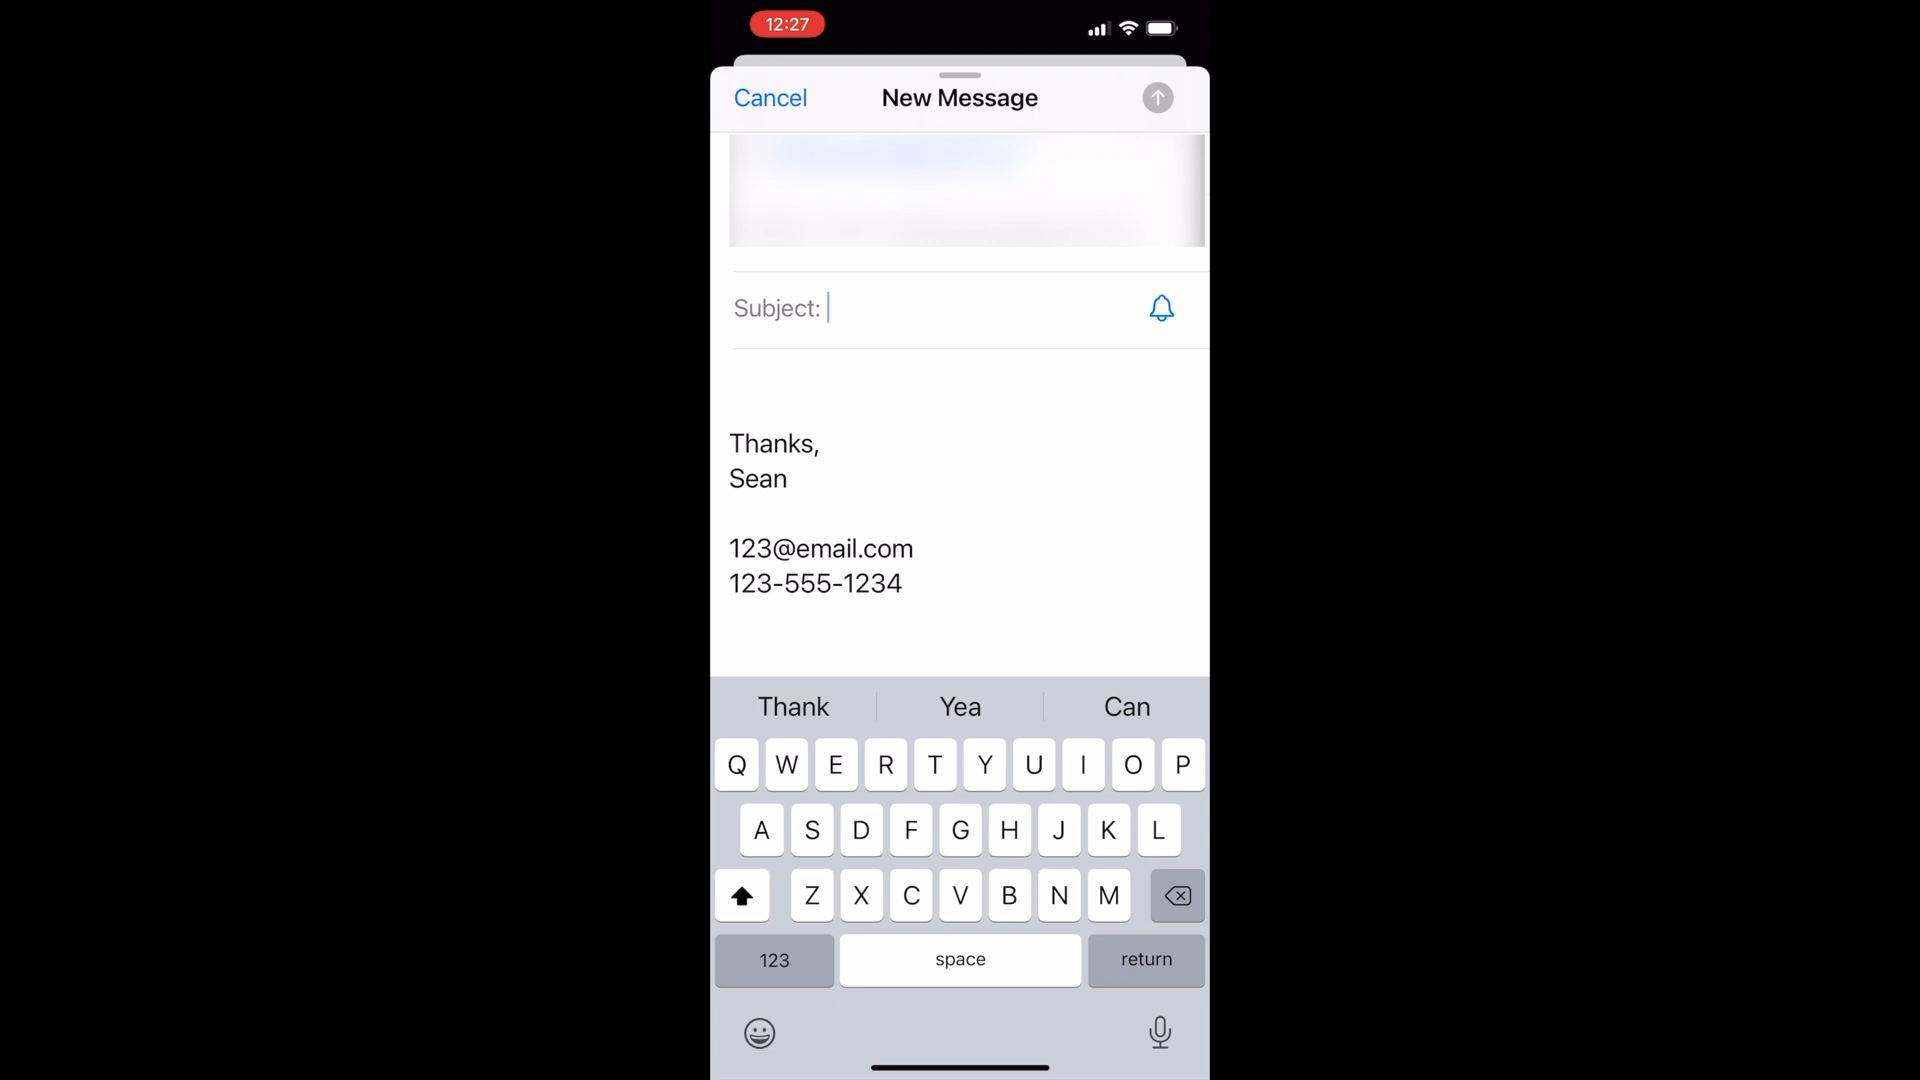 12:27
Cancel New Message
Subject:
Thanks,
Sean
123@email.com
123-555-1234
Thank Yea Can
Q W E R T Y U I O P
A S D F G H J K L
Z X C V B N M
123 space return